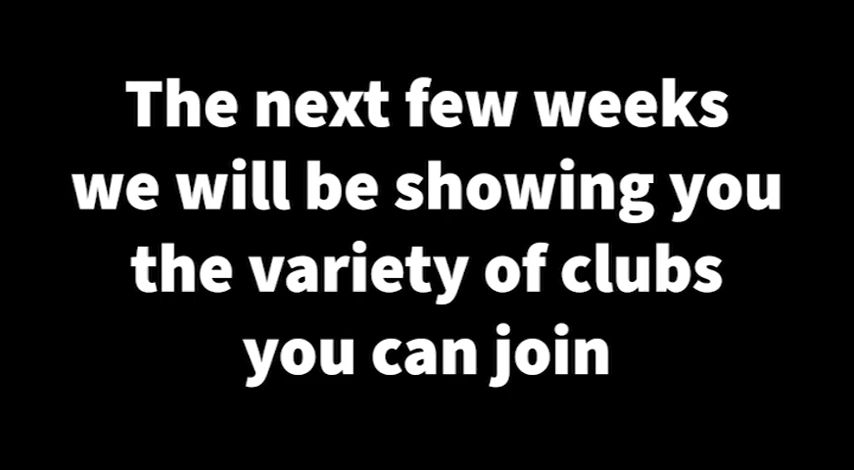 The next few weeks
we will be showing you
the variety of clubs
you can join